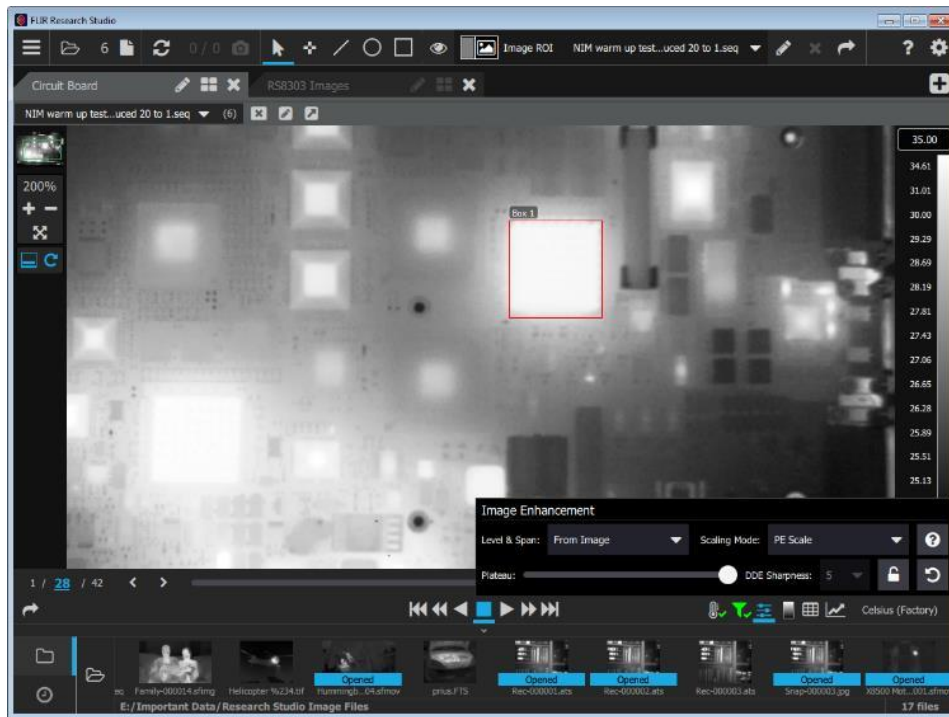 FLIR Research Studio
6
0 / 0
Image ROI
NIM warm up test...uced 20 to 1.seq
?
Circuit Board
RS8303 Images
NIM warm up test...uced 20 to 1.seq
(6)
200%
Box 1
35.00
34.61
31.01
30.00
29.29
28.69
28.19
27.81
27.43
27.06
26.65
26.28
25.89
25.51
25.13
Image Enhancement
Level & Span: From Image Scaling Mode: PE Scale ?
Plateau: DDE Sharpness: 5
1 / 28 / 42
Celsius (Factory)
Opened Opened Opened Opened Opened
Family-000014.sfimg Helicopter %234.tif Hummingb...04.sfmov prius.FTS Rec-000001.ats Rec-000002.ats Rec-000003.ats Snap-000003.jpg X8500 Mot...001.sfmov
E:/Important Data/Research Studio Image Files 17 files